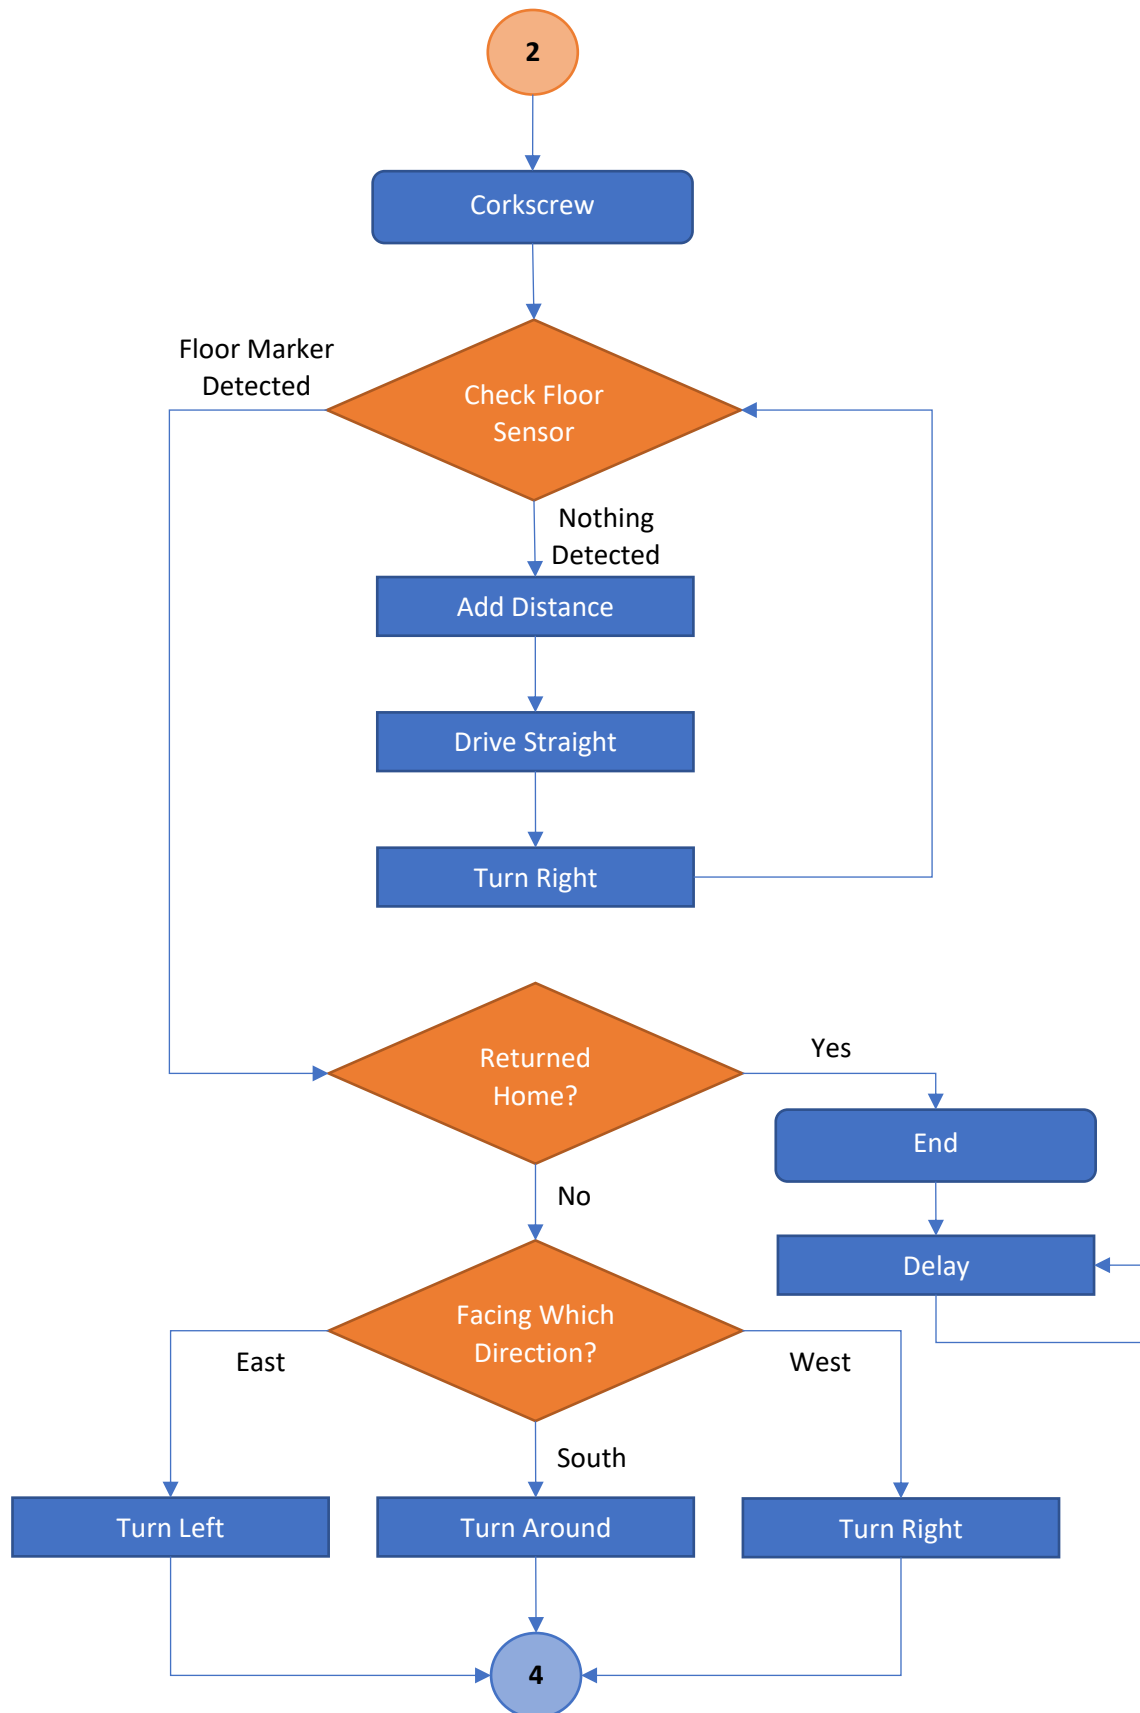 2
Corkscrew
Floor Marker
Detected
Check Floor
Sensor
Nothing
Detected
Add Distance
Drive Straight
Turn Right
Returned
Home?
Yes
End
No
Delay
Facing Which
Direction?
East
West
South
Turn Left
Turn Around
Turn Right
4